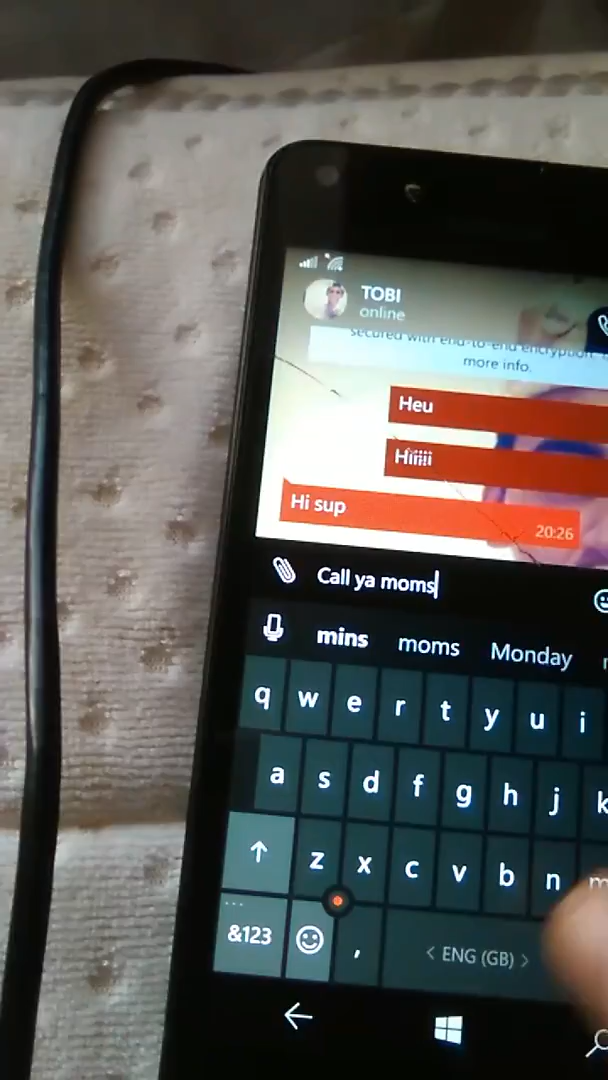 TOBI
online
secured with end-to-end encryption
more info.
Heu
Hiiiii
Hi sup
20:26
Call ya moms
mins moms Monday
q w e r t y u i
a s d f g h j k
z x c v b n m
&123 , < ENG (GB) >